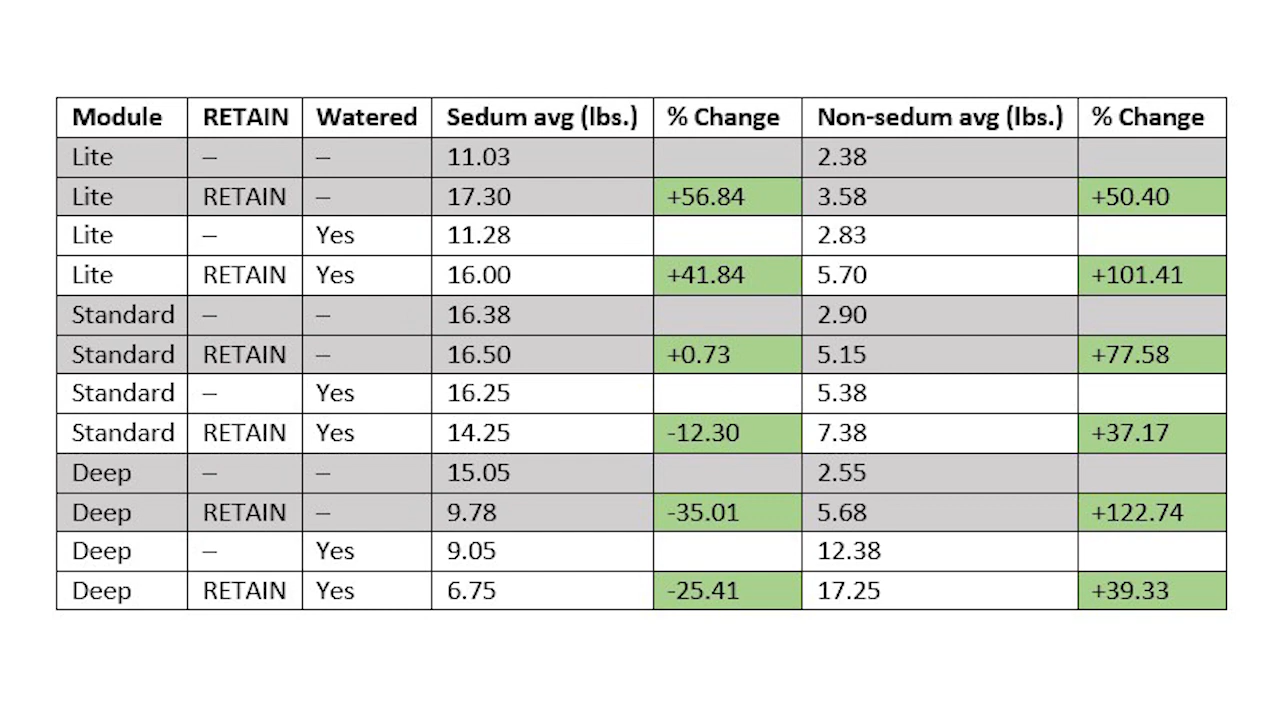 Module RETAIN Watered Sedum avg (lbs.) % Change Non-sedum avg (lbs.) % Change
Lite – – 11.03 2.38
Lite RETAIN – 17.30 +56.84 3.58 +50.40
Lite – Yes 11.28 2.83
Lite RETAIN Yes 16.00 +41.84 5.70 +101.41
Standard – – 16.38 2.90
Standard RETAIN – 16.50 +0.73 5.15 +77.58
Standard – Yes 16.25 5.38
Standard RETAIN Yes 14.25 -12.30 7.38 +37.17
Deep – – 15.05 2.55
Deep RETAIN – 9.78 -35.01 5.68 +122.74
Deep – Yes 9.05 12.38
Deep RETAIN Yes 6.75 -25.41 17.25 +39.33